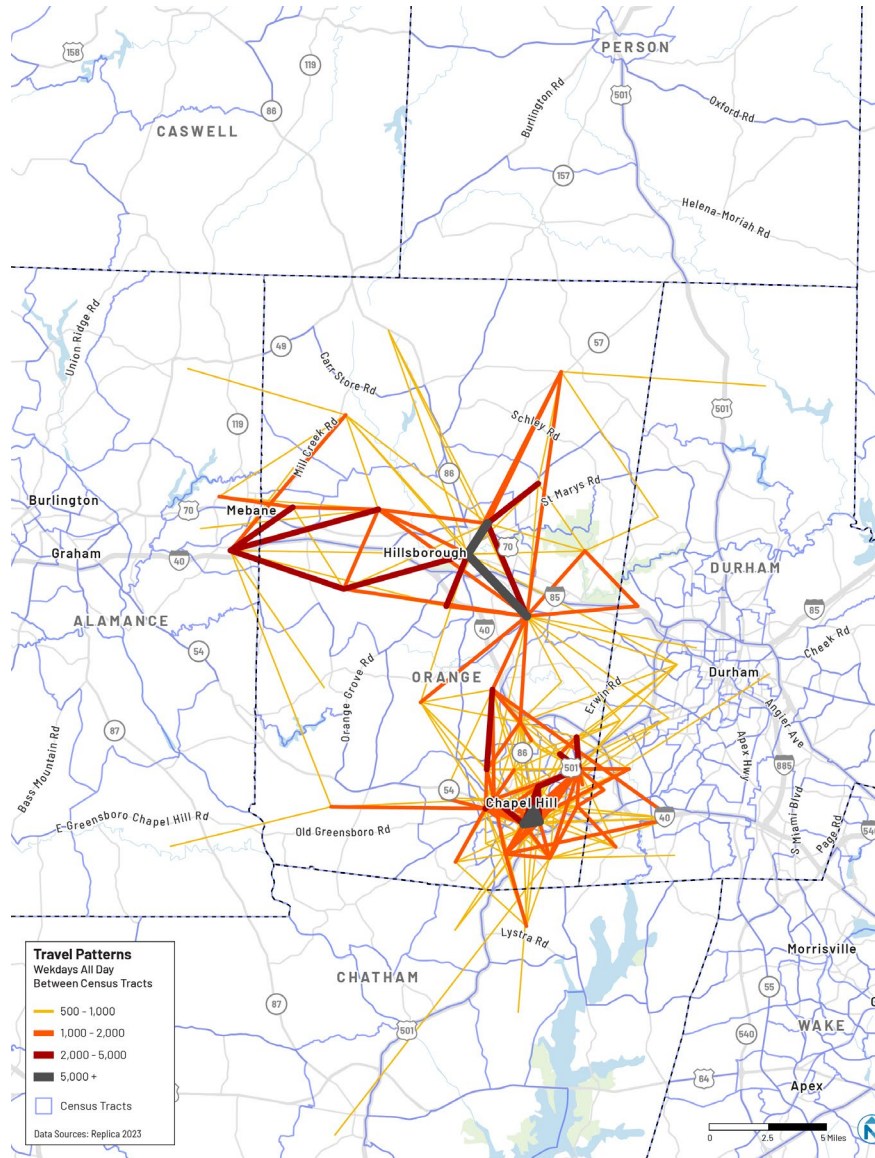 158
PERSON
119
501
Oxford Rd
86
Burlington Rd
CASWELL
157
Helena-Moriah Rd
Union Ridge Rd
49
57
Carr-Store-Rd
501
119
Schley Rd
Mill Creek Rd
86
St Marys Rd
Burlington
70
Mebane
Graham
40
Hillsborough
70
DURHAM
85
85
ALAMANCE
40
Cheek Rd
54
Orange Grove Rd
ORANGE
Erwin Rd
Durham
Angier Ave
87
Bass Mountain Rd
86
501
Apex Hwy
885
54
Chapel Hill
E Greensboro Chapel Hill Rd
Old Greensboro Rd
40
S Miami Blvd
Page Rd
540
Lystra Rd
Morrisville
CHATHAM
55
87
501
WAKE
540
64
Apex
Travel Patterns
Wekdays All Day
Between Census Tracts
500 - 1,000
1,000 - 2,000
2,000 - 5,000
5,000 +
Census Tracts
Data Sources: Replica 2023
0 2.5 5 Miles
N